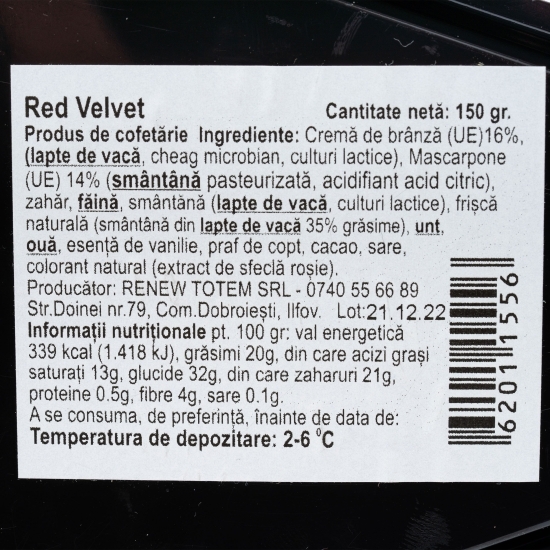 Red Velvet Cantitate netă: 150 gr.
Produs de cofetărie Ingrediente: Cremă de brânză (UE)16%,
(lapte de vacă, cheag microbian, culturi lactice), Mascarpone
(UE) 14% (smântână pasteurizată, acidifiant acid citric),
zahăr, făină, smântână (lapte de vacă, culturi lactice), frișcă
naturală (smântână din lapte de vacă 35% grăsime), unt,
ouă, esență de vanilie, praf de copt, cacao, sare,
colorant natural (extract de sfeclă roșie).
Producător: RENEW TOTEM SRL - 0740 55 66 89
Str.Doinei nr.79, Com.Dobroiești, Ilfov. Lot:21.12.22
Informații nutriționale pt. 100 gr: val energetică
339 kcal (1.418 kJ), grăsimi 20g, din care acizi grași
saturați 13g, glucide 32g, din care zaharuri 21g,
proteine 0.5g, fibre 4g, sare 0.1g.
A se consuma, de preferință, înainte de data de:
Temperatura de depozitare: 2-6 °C
6201 1556